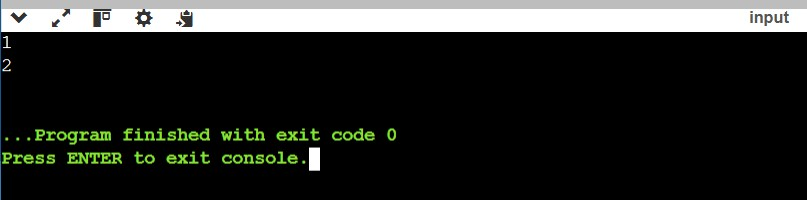 input
1
2
...Program finished with exit code 0
Press ENTER to exit console.